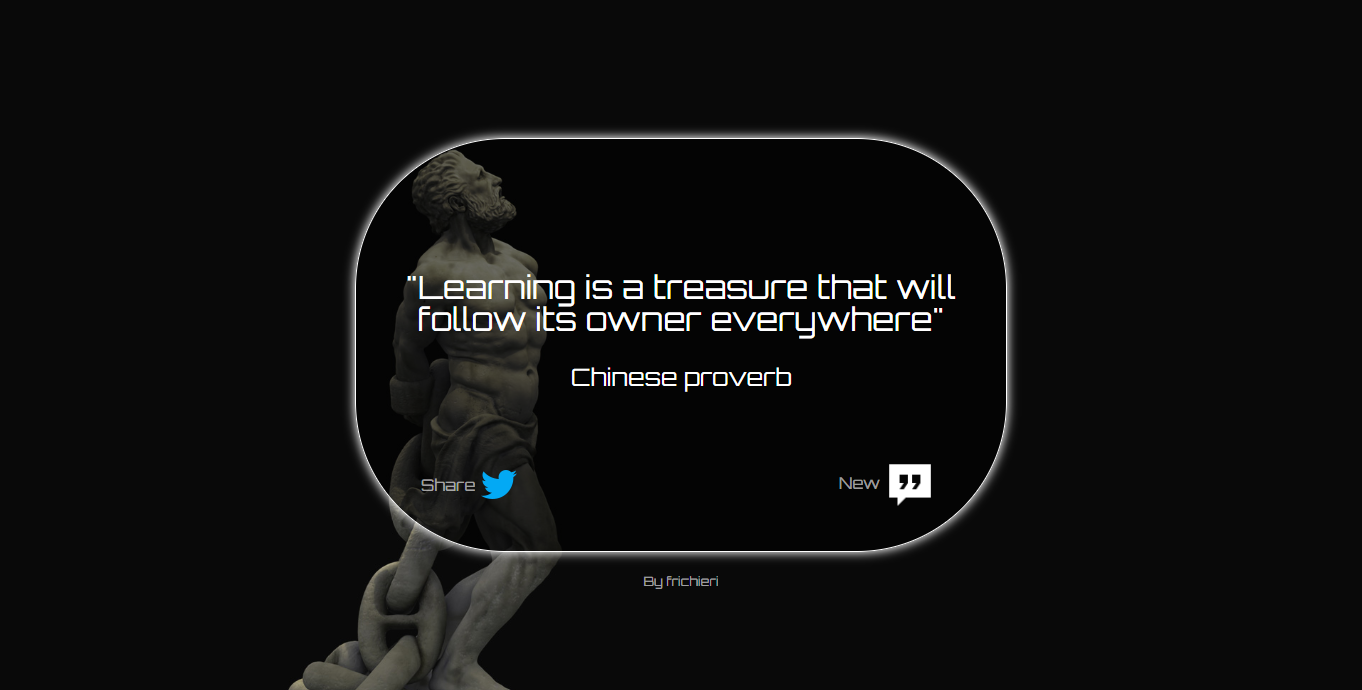 "Learning is a treasure that will
follow its owner everywhere"
Chinese proverb
Share
New
By frichieri